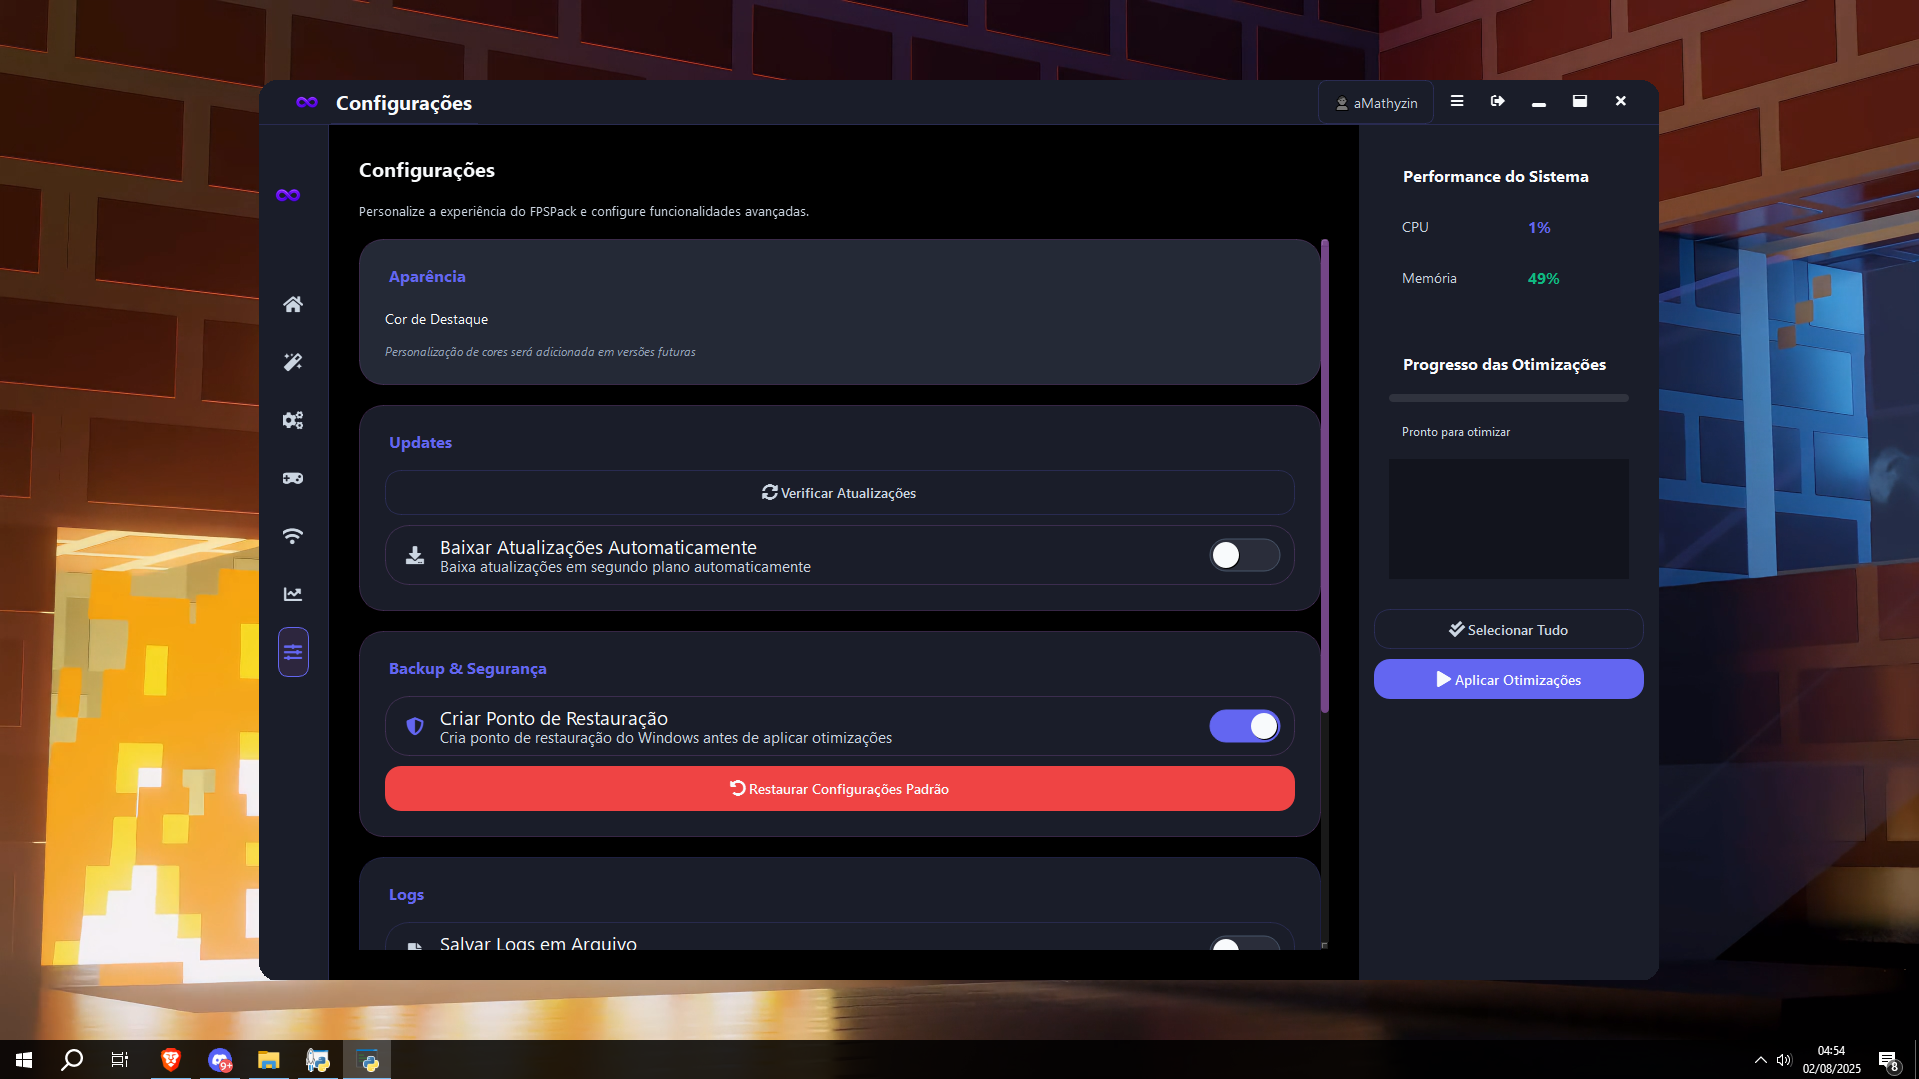 Configurações
aMathyzin
Configurações
Personalize a experiência do FPSPack e configure funcionalidades avançadas.
Aparência
Cor de Destaque
Personalização de cores será adicionada em versões futuras
Updates
Verificar Atualizações
Baixar Atualizações Automaticamente
Baixa atualizações em segundo plano automaticamente
Backup & Segurança
Criar Ponto de Restauração
Cria ponto de restauração do Windows antes de aplicar otimizações
Restaurar Configurações Padrão
Logs
Salvar Logs em Arquivo
Performance do Sistema
CPU 1%
Memória 49%
Progresso das Otimizações
Pronto para otimizar
Selecionar Tudo
Aplicar Otimizações
9+
04:54
02/08/2025
8